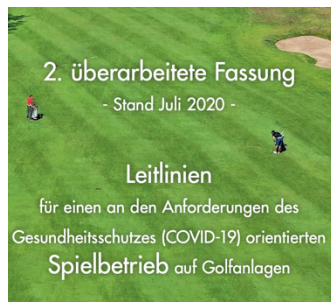 2. überarbeitete Fassung
- Stand Juli 2020 -
Leitlinien
für einen an den Anforderungen des
Gesundheitsschutzes (COVID-19) orientierten
Spielbetrieb auf Golfanlagen